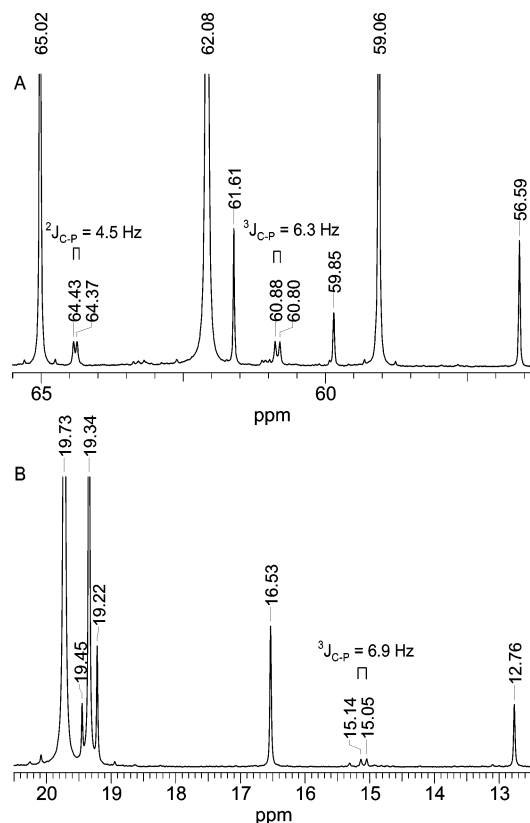 65.02
62.08
59.06
A
61.61
56.59
²J_C-P = 4.5 Hz
³J_C-P = 6.3 Hz
64.43
64.37
60.88
60.80
59.85
65
60
ppm
19.73
19.34
B
19.45
19.22
16.53
³J_C-P = 6.9 Hz
15.14
15.05
12.76
20 19 18 17 16 15 14 13
ppm